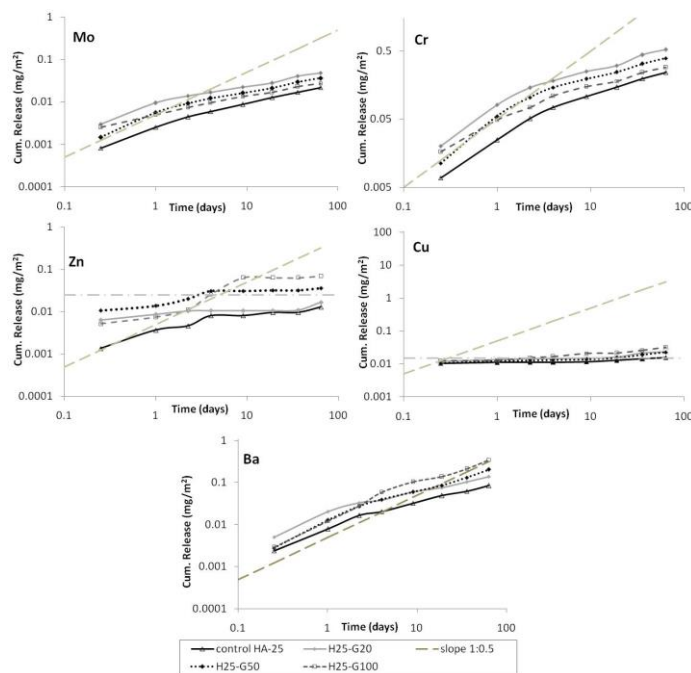 Mo
Cum. Release (mg/m²)
1
0.1
0.01
0.001
0.0001
0.1 1 10 100
Time (days)
Cr
Cum. Release (mg/m²)
0.5
0.05
0.005
0.1 1 10 100
Time (days)
Zn
Cum. Release (mg/m²)
1
0.1
0.01
0.001
0.0001
0.1 1 10 100
Time (days)
Cu
Cum. Release (mg/m²)
100
10
1
0.1
0.01
0.001
0.1 1 10 100
Time (days)
Ba
Cum. Release (mg/m²)
1
0.1
0.01
0.001
0.0001
0.1 1 10 100
Time (days)
control HA-25 H25-G20 slope 1:0.5
H25-G50 H25-G100